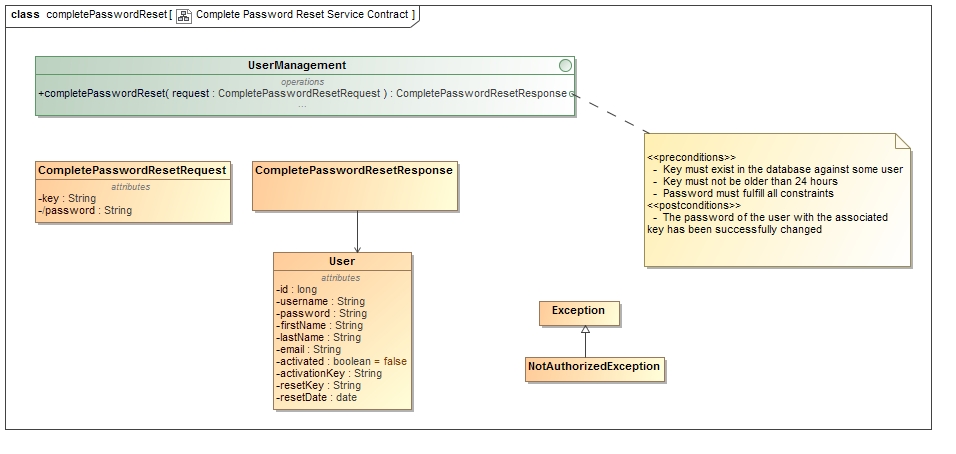 class completePasswordReset [ Complete Password Reset Service Contract ]
UserManagement
operations
+completePasswordReset( request : CompletePasswordResetRequest ) : CompletePasswordResetResponse
...
<<preconditions>>
- Key must exist in the database against some user
- Key must not be older than 24 hours
- Password must fulfill all constraints
<<postconditions>>
- The password of the user with the associated
key has been successfully changed
CompletePasswordResetRequest
attributes
-key : String
-/password : String
CompletePasswordResetResponse
User
attributes
-id : long
-username : String
-password : String
-firstName : String
-lastName : String
-email : String
-activated : boolean = false
-activationKey : String
-resetKey : String
-resetDate : date
Exception
NotAuthorizedException